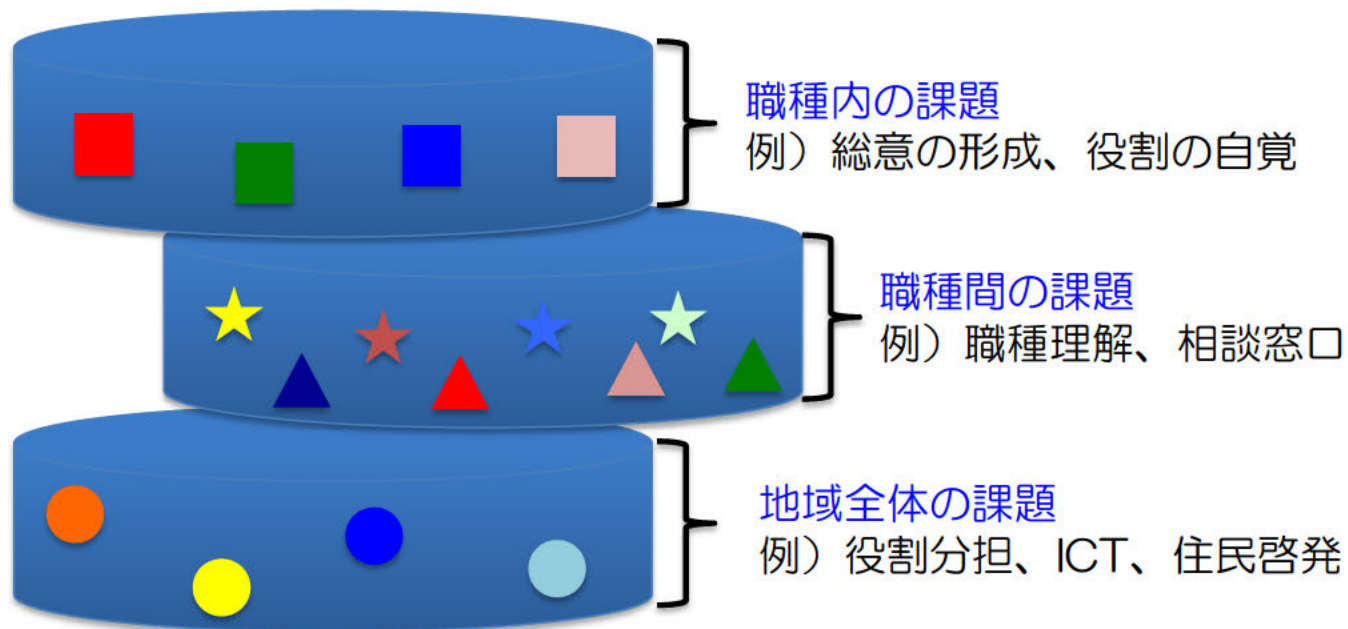 職種内の課題
例）総意の形成、役割の自覚
職種間の課題
例）職種理解、相談窓口
地域全体の課題
例）役割分担、ICT、住民啓発